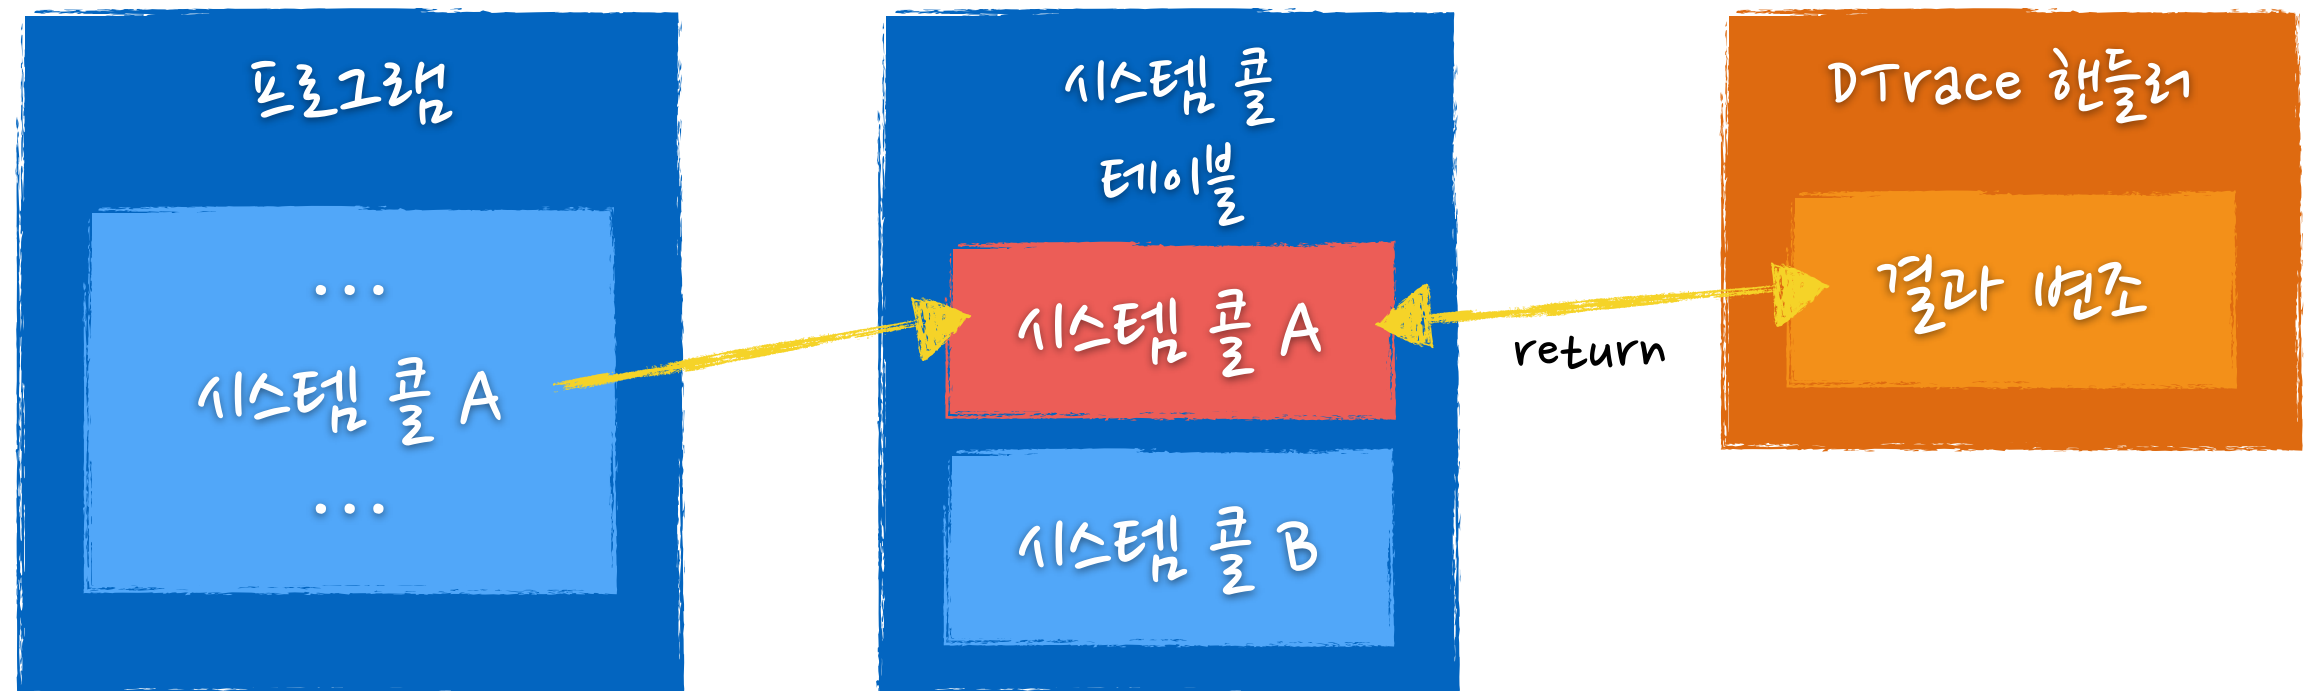 프로그램
...
시스템 콜 A
...
시스템 콜
테이블
시스템 콜 A
시스템 콜 B
return
DTrace 핸들러
결과 변조